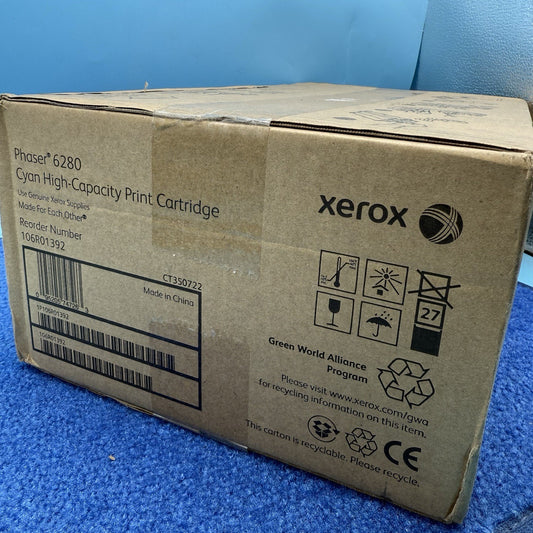 Phaser® 6280
Cyan High-Capacity Print Cartridge
Use Genuine Xerox Supplies
Made For Each Other®
Reorder Number
106R01392
CT350722
Made in China
1P106R01392
106R01392
xerox
27
Green World Alliance
Program
Please visit www.xerox.com/gwa
for recycling information on this item.
This carton is recyclable. Please recycle.
CE